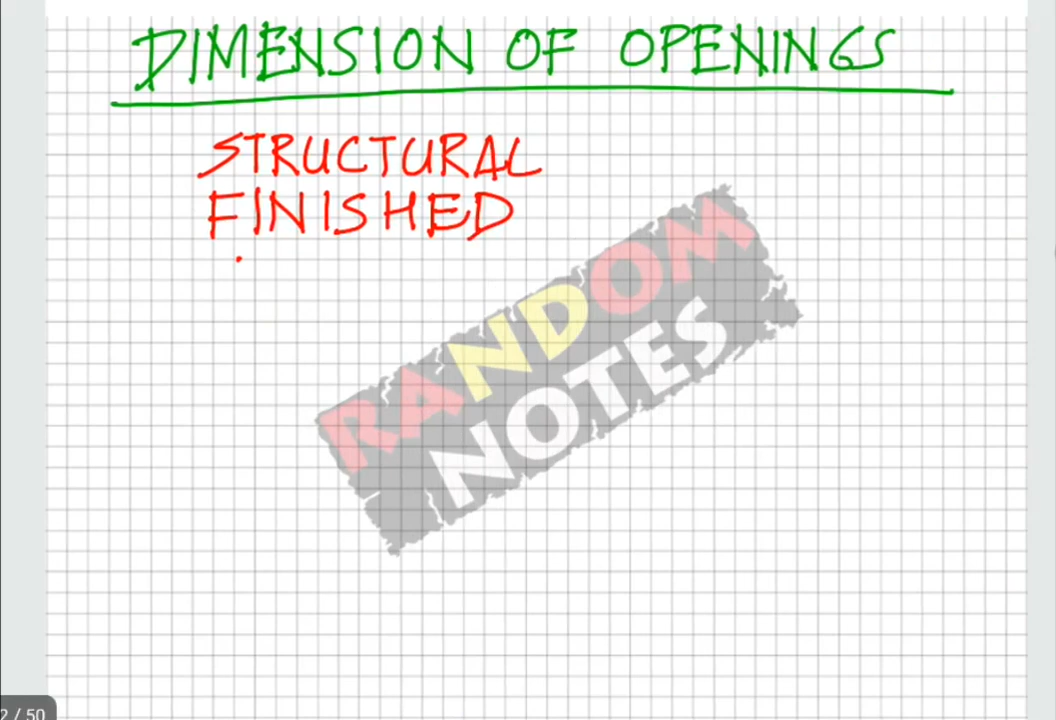 DIMENSION OF OPENINGS
STRUCTURAL
FINISHED
RANDOM
NOTES
2 / 50